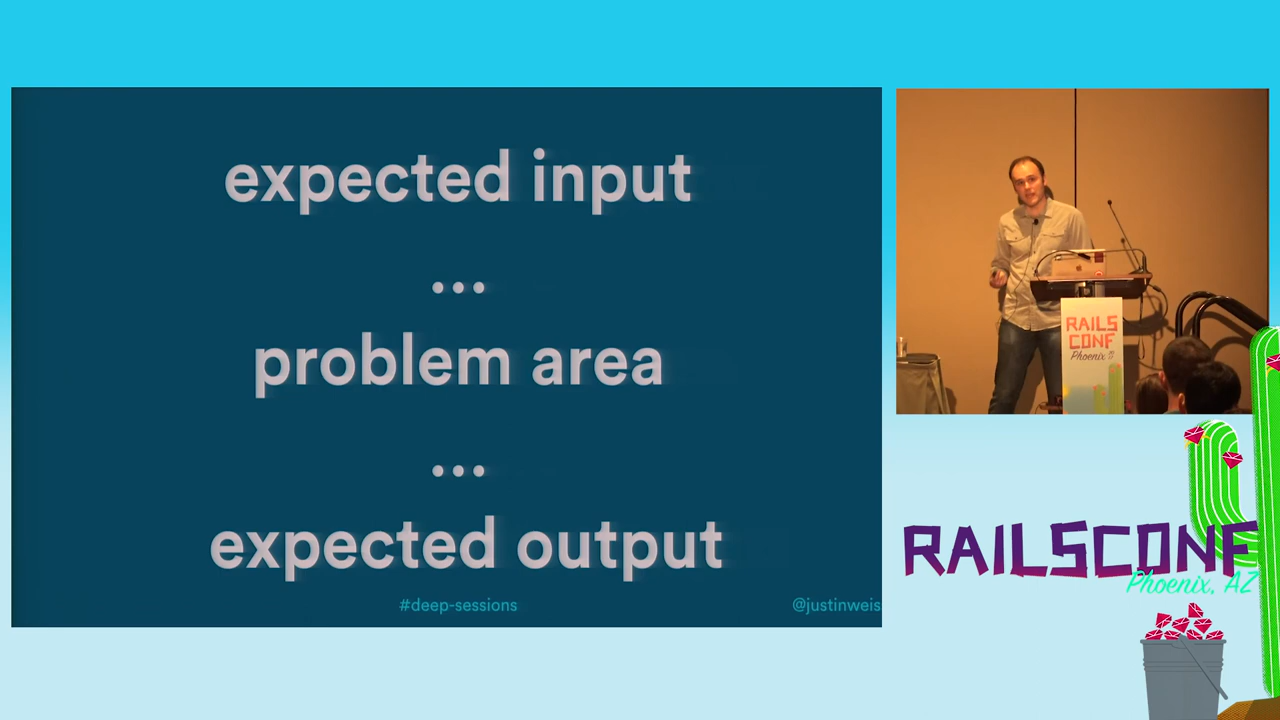 expected input
...
problem area
...
expected output
#deep-sessions
@justinweis
RAILS
CONF
Phoenix
RAILSCONF
Phoenix, AZ